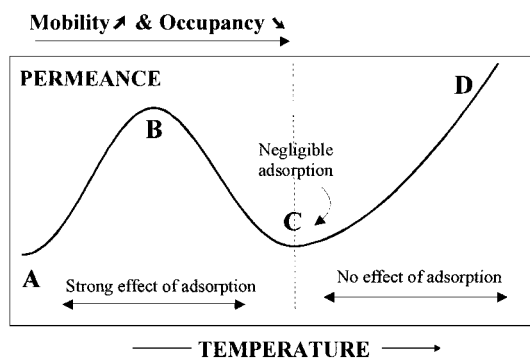 Mobility ↗ & Occupancy ↘
PERMEANCE
D
B
Negligible
adsorption
C
A
Strong effect of adsorption
No effect of adsorption
TEMPERATURE